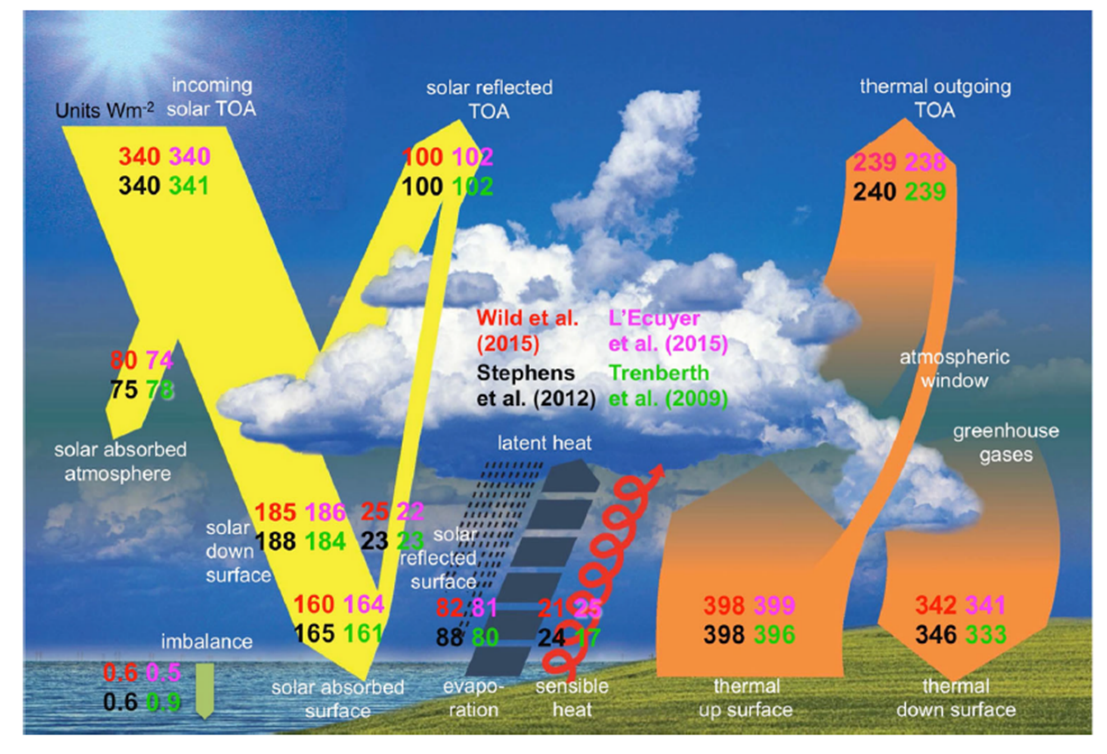 incoming
Units Wm-2 solar TOA
340 340
340 341
solar reflected
TOA
100 102
100 102
thermal outgoing
TOA
239 238
240 239
Wild et al.
(2015)
L'Ecuyer
et al. (2015)
Stephens
et al. (2012)
Trenberth
et al. (2009)
80 74
75 78
solar absorbed
atmosphere
atmospheric
window
greenhouse
gases
latent heat
185 186
188 184
solar
down
surface
25 22
23 23
solar
reflected
surface
160 164
165 161
solar absorbed
surface
imbalance
0.6 0.5
0.6 0.9
82 81
88 80
evapo-
ration
21 25
24 17
sensible
heat
398 399
398 396
thermal
up surface
342 341
346 333
thermal
down surface